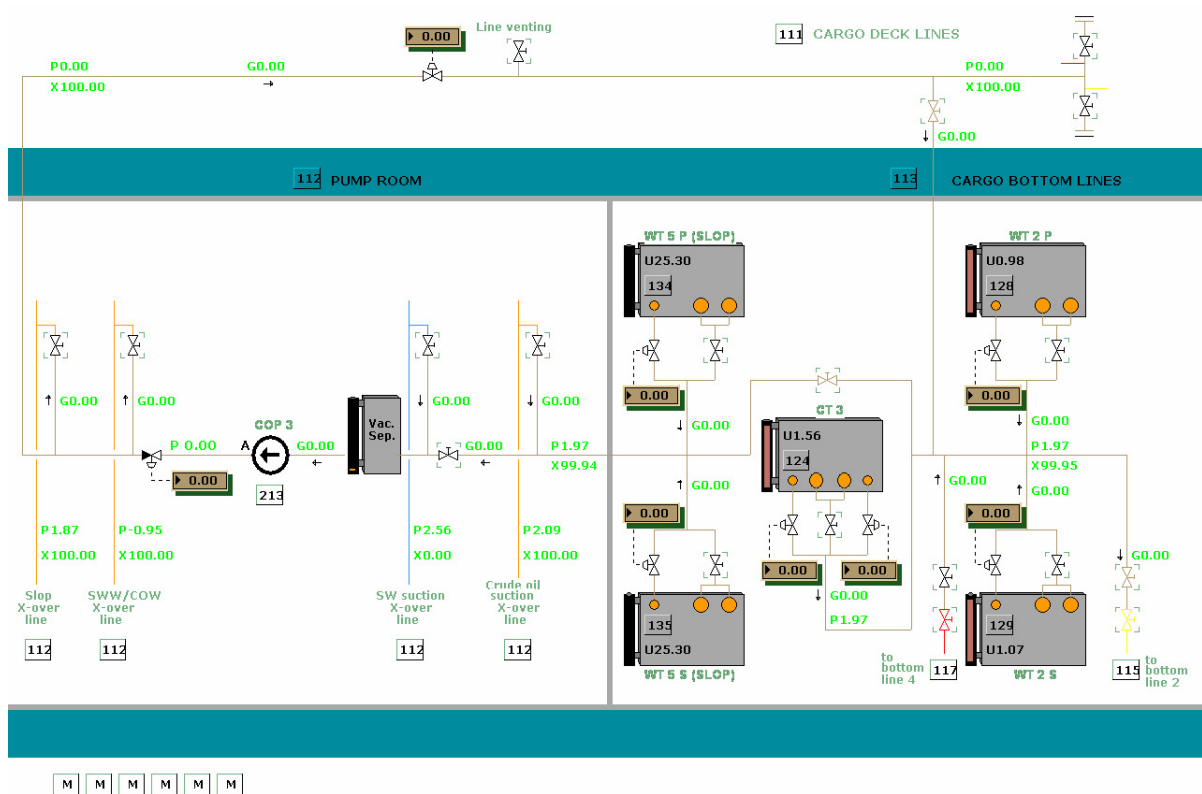 Line venting
0.00
111 CARGO DECK LINES
P0.00
X100.00
G0.00
P0.00
X100.00
G0.00
112 PUMP ROOM
113 CARGO BOTTOM LINES
WT 5 P (SLOP)
U25.30
134
WT 2 P
U0.98
128
0.00
0.00
G0.00
G0.00
G0.00
G0.00
G0.00
G0.00
COP 3
A
P 0.00
G0.00
Vac.
Sep.
G0.00
P1.97
X99.94
0.00
213
CT 3
U1.56
124
P1.97
X99.95
G0.00
G0.00
G0.00
0.00
0.00
P1.87
X100.00
P-0.95
X100.00
P2.56
X0.00
P2.09
X100.00
0.00
0.00
G0.00
P1.97
G0.00
Slop
X-over
line
112
SWW/COW
X-over
line
112
SW suction
X-over
line
112
Crude oil
suction
X-over
line
112
135
U25.30
WT 5 S (SLOP)
to
bottom
line 4
117
129
U1.07
WT 2 S
115
to
bottom
line 2
M M M M M M